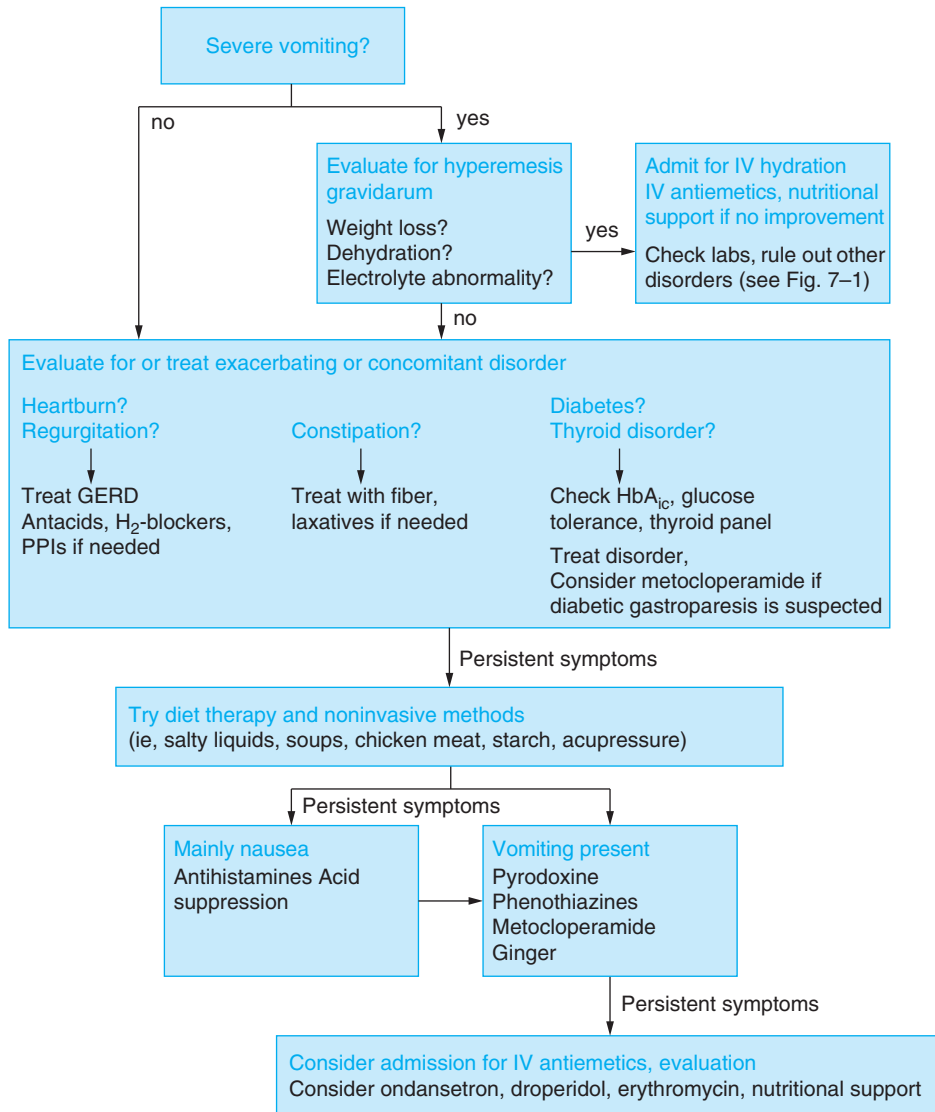 Severe vomiting?
no
yes
Evaluate for hyperemesis
gravidarum
Weight loss?
Dehydration?
Electrolyte abnormality?
yes
Admit for IV hydration
IV antiemetics, nutritional
support if no improvement
Check labs, rule out other
disorders (see Fig. 7–1)
no
Evaluate for or treat exacerbating or concomitant disorder
Heartburn?
Regurgitation?
Treat GERD
Antacids, H₂-blockers,
PPIs if needed
Constipation?
Treat with fiber,
laxatives if needed
Diabetes?
Thyroid disorder?
Check HbA_ic, glucose
tolerance, thyroid panel
Treat disorder,
Consider metocloperamide if
diabetic gastroparesis is suspected
Persistent symptoms
Try diet therapy and noninvasive methods
(ie, salty liquids, soups, chicken meat, starch, acupressure)
Persistent symptoms
Mainly nausea
Antihistamines Acid
suppression
Vomiting present
Pyrodoxine
Phenothiazines
Metocloperamide
Ginger
Persistent symptoms
Consider admission for IV antiemetics, evaluation
Consider ondansetron, droperidol, erythromycin, nutritional support